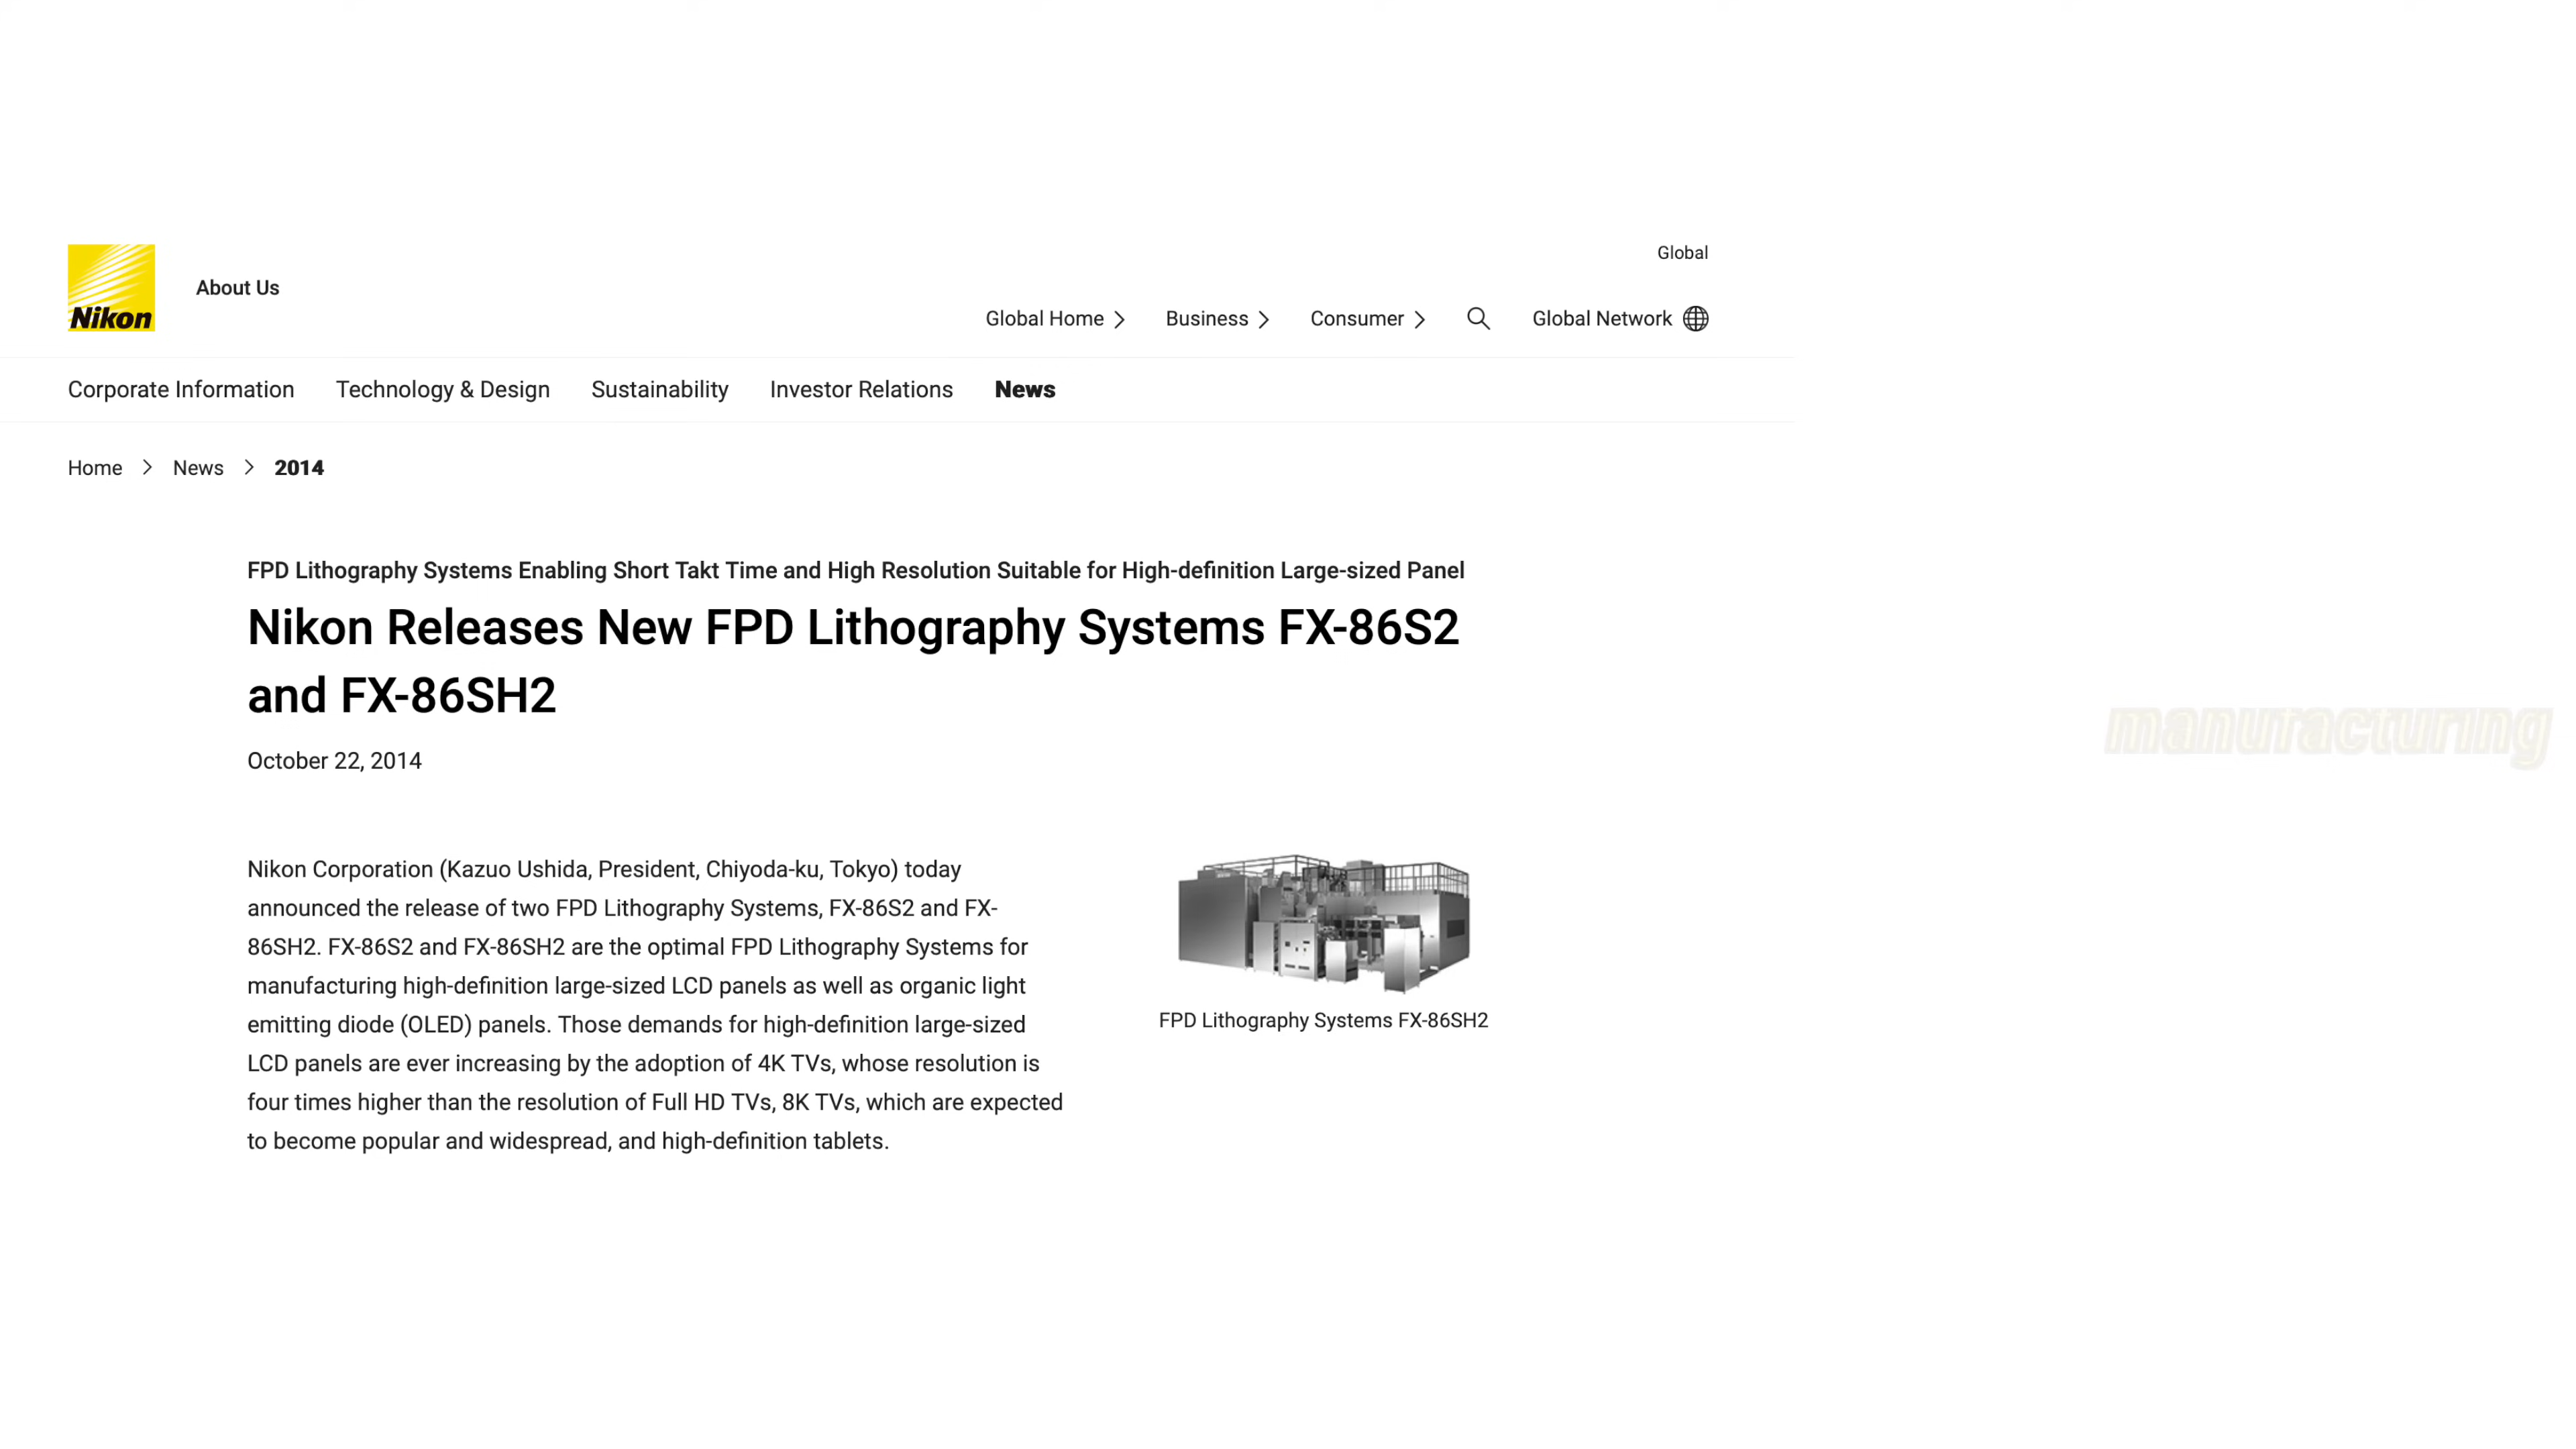 Nikon
About Us
Global
Global Home
Business
Consumer
Global Network
Corporate Information
Technology & Design
Sustainability
Investor Relations
News
Home
News
2014
FPD Lithography Systems Enabling Short Takt Time and High Resolution Suitable for High-definition Large-sized Panel
Nikon Releases New FPD Lithography Systems FX-86S2
and FX-86SH2
October 22, 2014
manufacturing
Nikon Corporation (Kazuo Ushida, President, Chiyoda-ku, Tokyo) today
announced the release of two FPD Lithography Systems, FX-86S2 and FX-
86SH2. FX-86S2 and FX-86SH2 are the optimal FPD Lithography Systems for
manufacturing high-definition large-sized LCD panels as well as organic light
emitting diode (OLED) panels. Those demands for high-definition large-sized
LCD panels are ever increasing by the adoption of 4K TVs, whose resolution is
four times higher than the resolution of Full HD TVs, 8K TVs, which are expected
to become popular and widespread, and high-definition tablets.
FPD Lithography Systems FX-86SH2